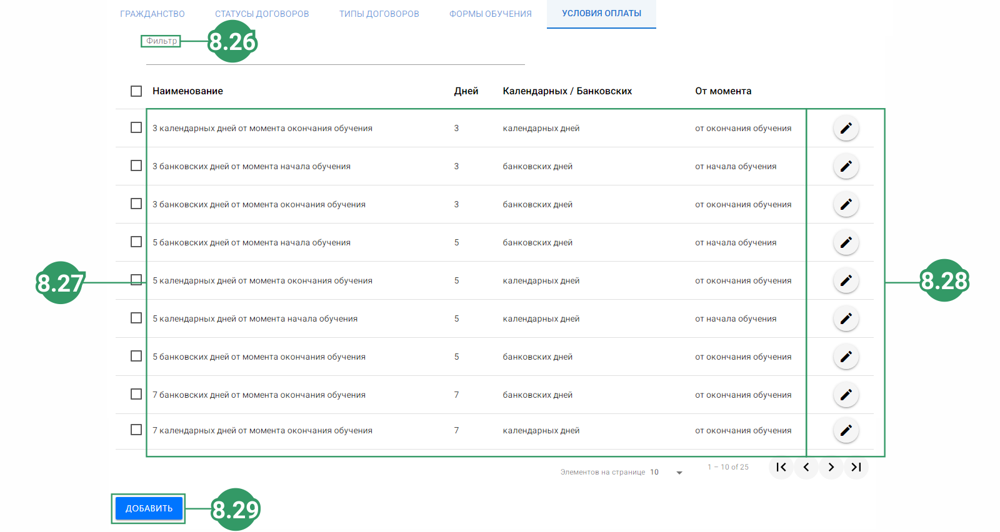 ГРАЖДАНСТВО СТАТУСЫ ДОГОВОРОВ ТИПЫ ДОГОВОРОВ ФОРМЫ ОБУЧЕНИЯ УСЛОВИЯ ОПЛАТЫ
Фильтр 8.26
Наименование Дней Календарных / Банковских От момента
3 календарных дней от момента окончания обучения 3 календарных дней от окончания обучения
3 банковских дней от момента начала обучения 3 банковских дней от начала обучения
3 банковских дней от момента окончания обучения 3 банковских дней от окончания обучения
5 банковских дней от момента начала обучения 5 банковских дней от начала обучения
8.27 5 календарных дней от момента окончания обучения 5 календарных дней от окончания обучения 8.28
5 календарных дней от момента начала обучения 5 календарных дней от начала обучения
5 банковских дней от момента окончания обучения 5 банковских дней от окончания обучения
7 банковских дней от момента окончания обучения 7 банковских дней от окончания обучения
7 календарных дней от момента окончания обучения 7 календарных дней от окончания обучения
Элементов на странице 10 1 – 10 of 25
ДОБАВИТЬ 8.29